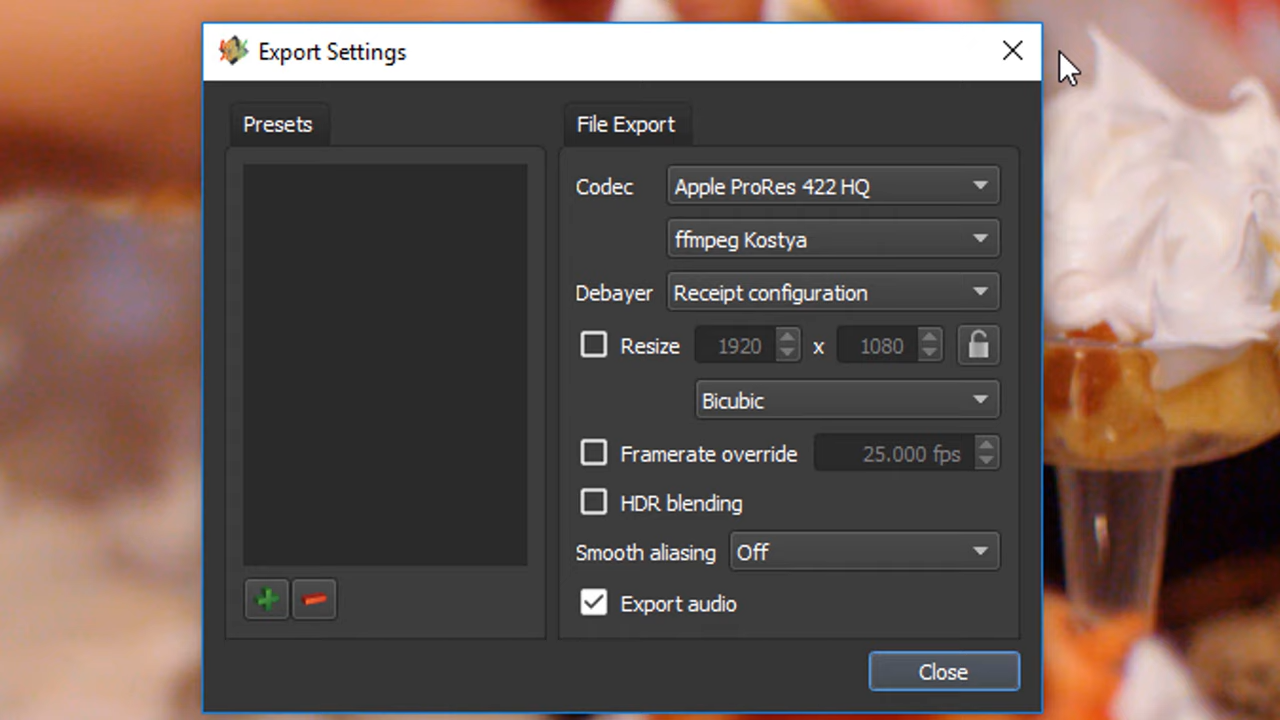 Export Settings
Presets
File Export
Codec
Apple ProRes 422 HQ
ffmpeg Kostya
Debayer
Receipt configuration
Resize
1920
x
1080
Bicubic
Framerate override
25.000 fps
HDR blending
Smooth aliasing
Off
Export audio
Close